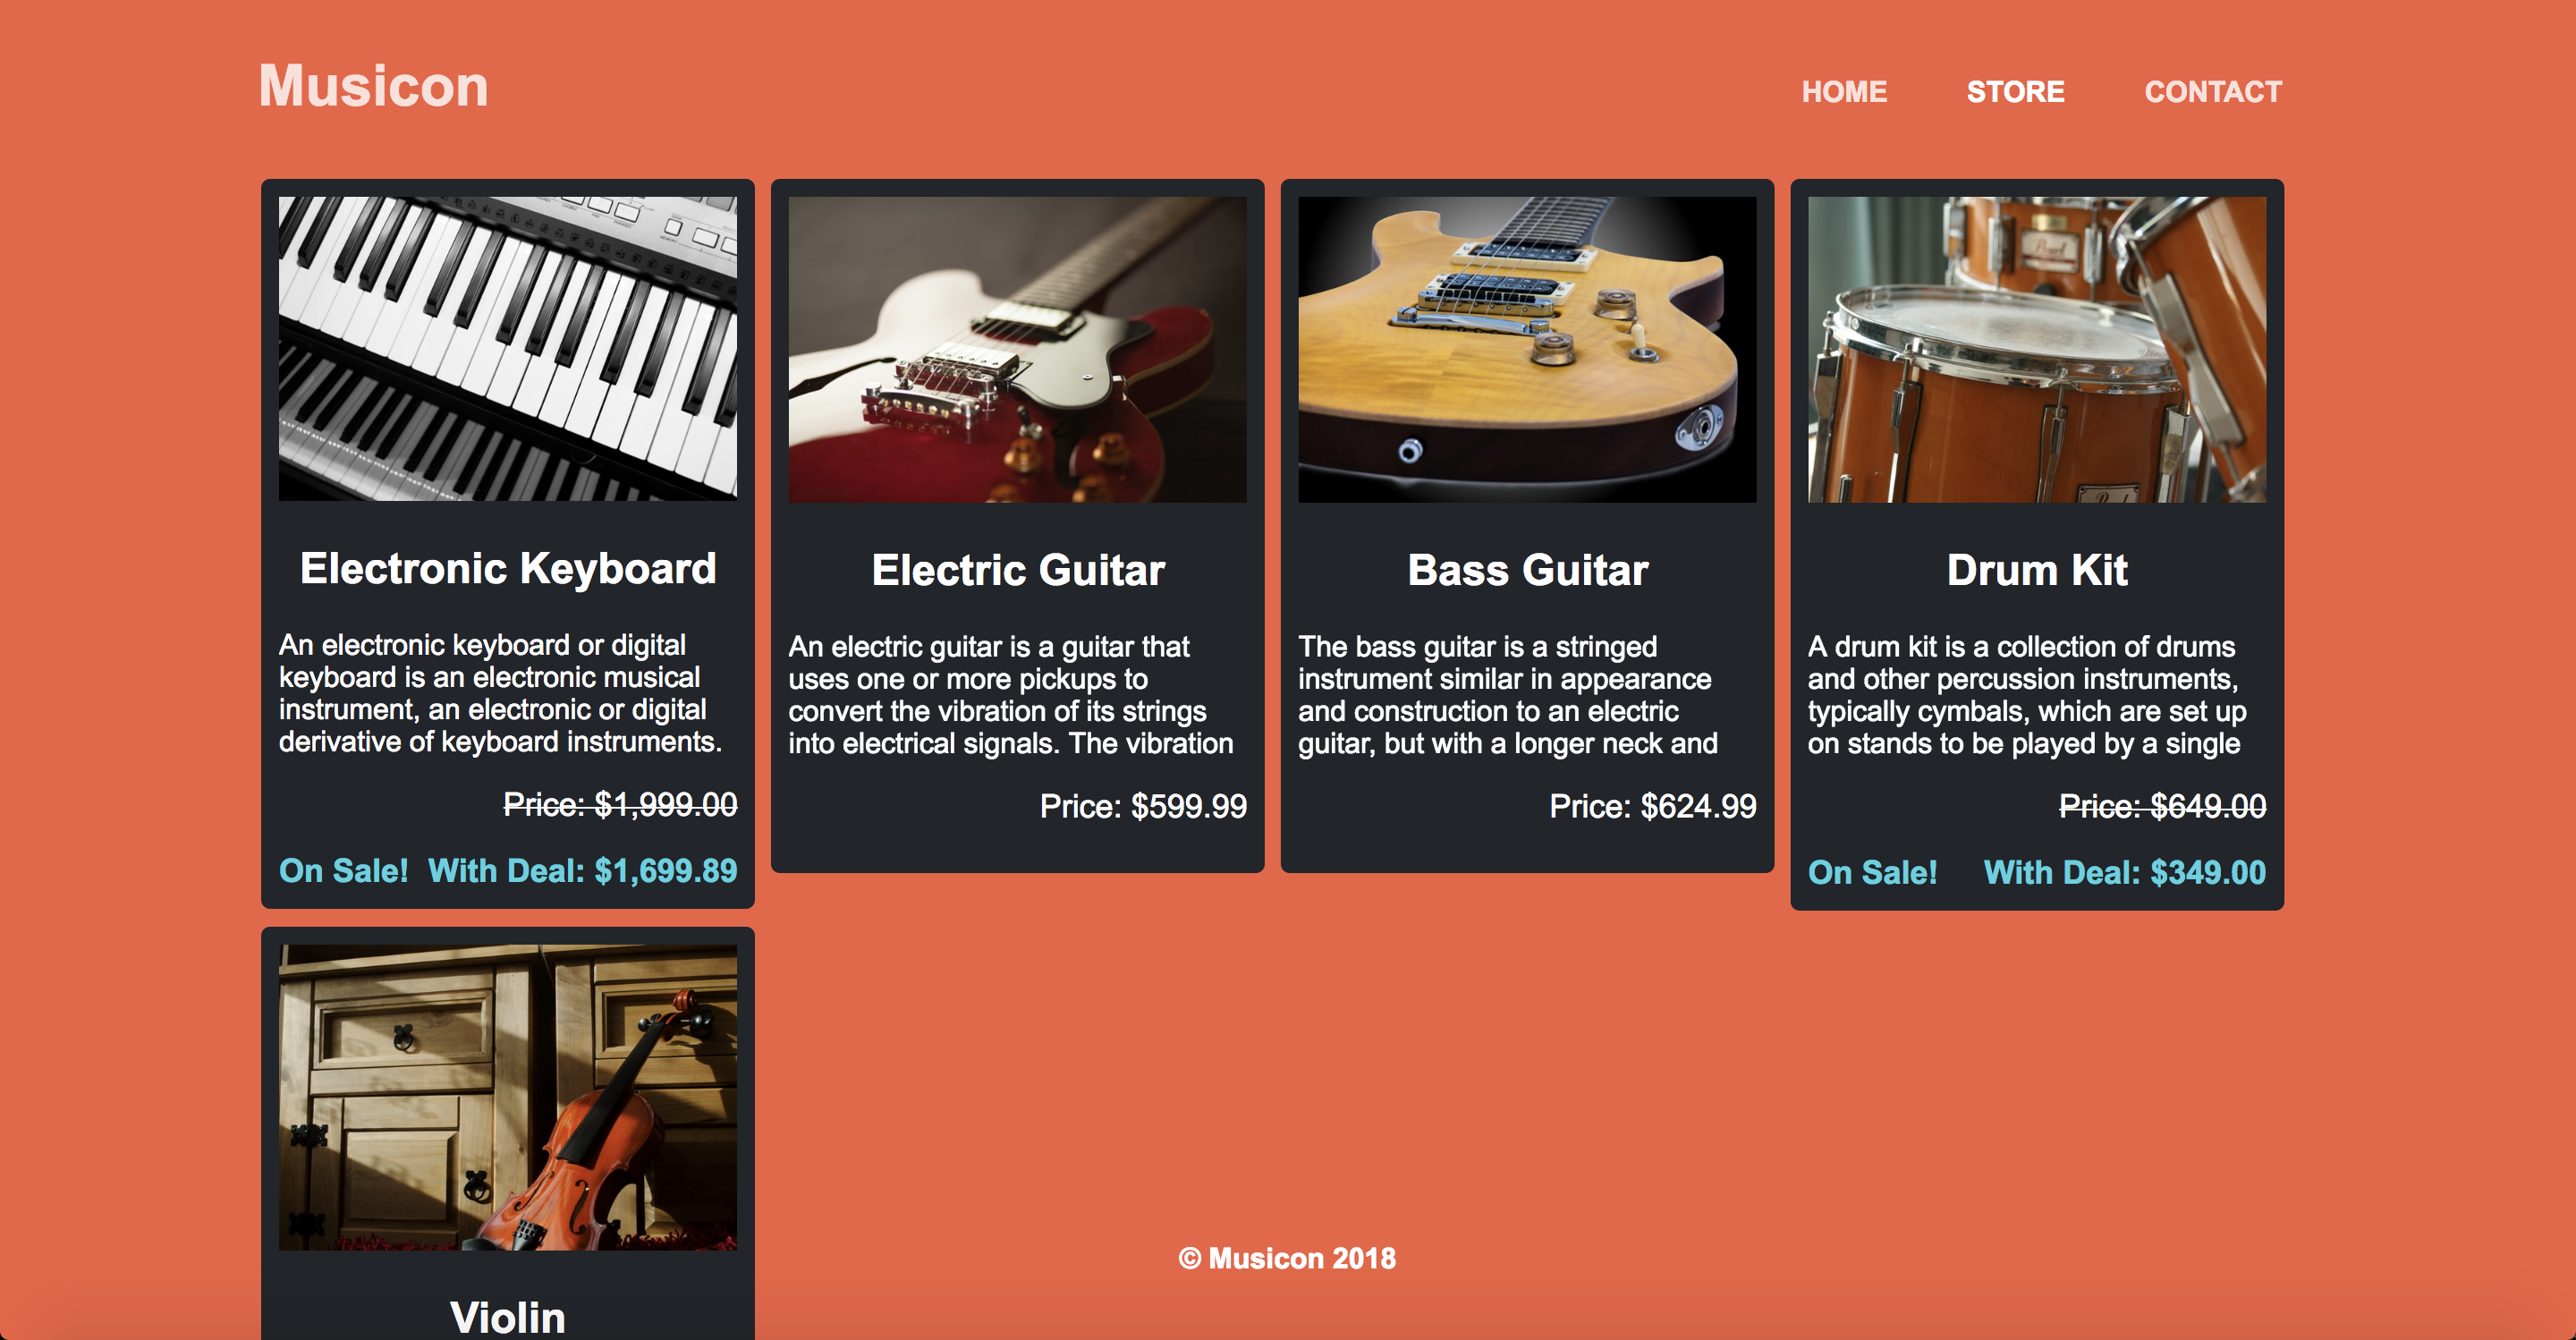 Musicon
HOME
STORE
CONTACT
Electronic Keyboard
An electronic keyboard or digital
keyboard is an electronic musical
instrument, an electronic or digital
derivative of keyboard instruments.
Price: $1,999.00
On Sale! With Deal: $1,699.89
Electric Guitar
An electric guitar is a guitar that
uses one or more pickups to
convert the vibration of its strings
into electrical signals. The vibration
Price: $599.99
Bass Guitar
The bass guitar is a stringed
instrument similar in appearance
and construction to an electric
guitar, but with a longer neck and
Price: $624.99
Pearl
Drum Kit
A drum kit is a collection of drums
and other percussion instruments,
typically cymbals, which are set up
on stands to be played by a single
Price: $649.00
On Sale! With Deal: $349.00
Violin
© Musicon 2018